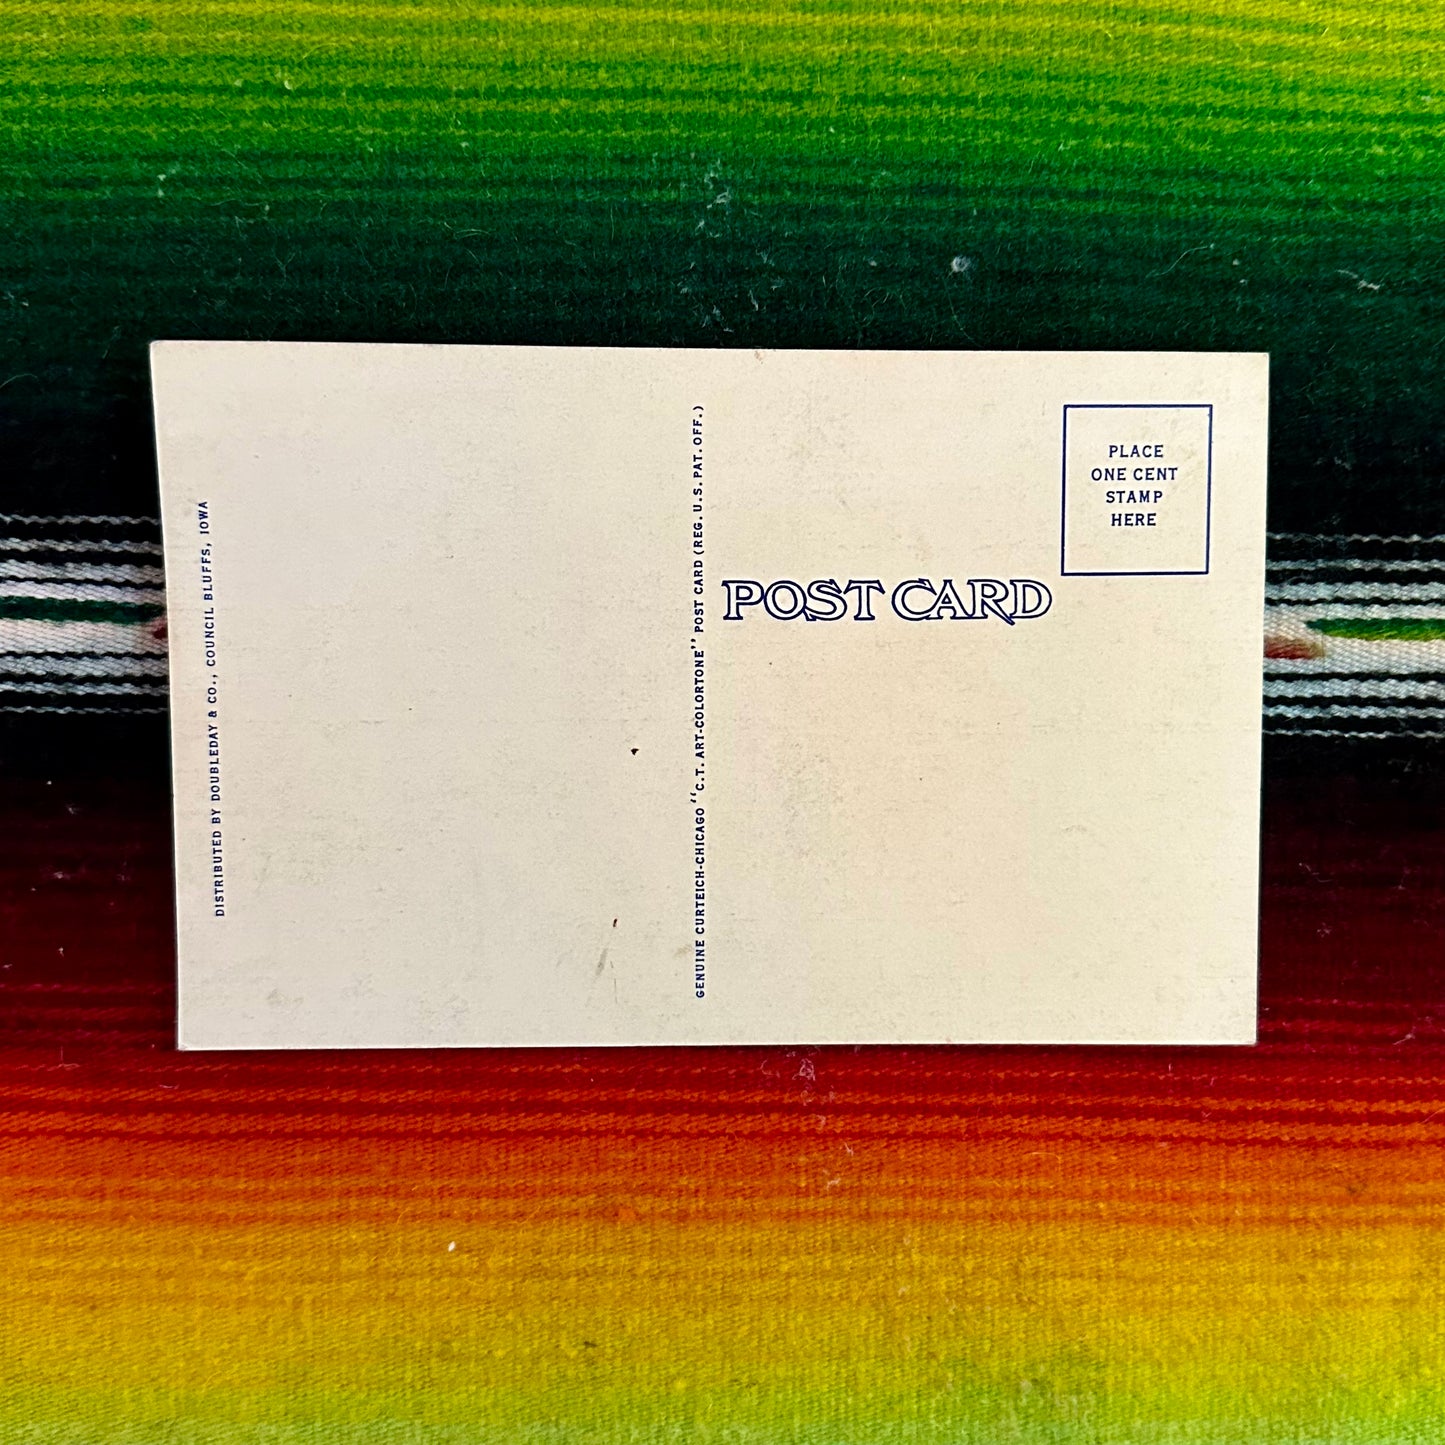 DISTRIBUTED BY DOUBLEDAY & CO., COUNCIL BLUFFS, IOWA
GENUINE CURTEICH-CHICAGO "C.T. ART-COLORTONE" POST CARD (REG. U.S. PAT. OFF.)
POST CARD
PLACE
ONE CENT
STAMP
HERE